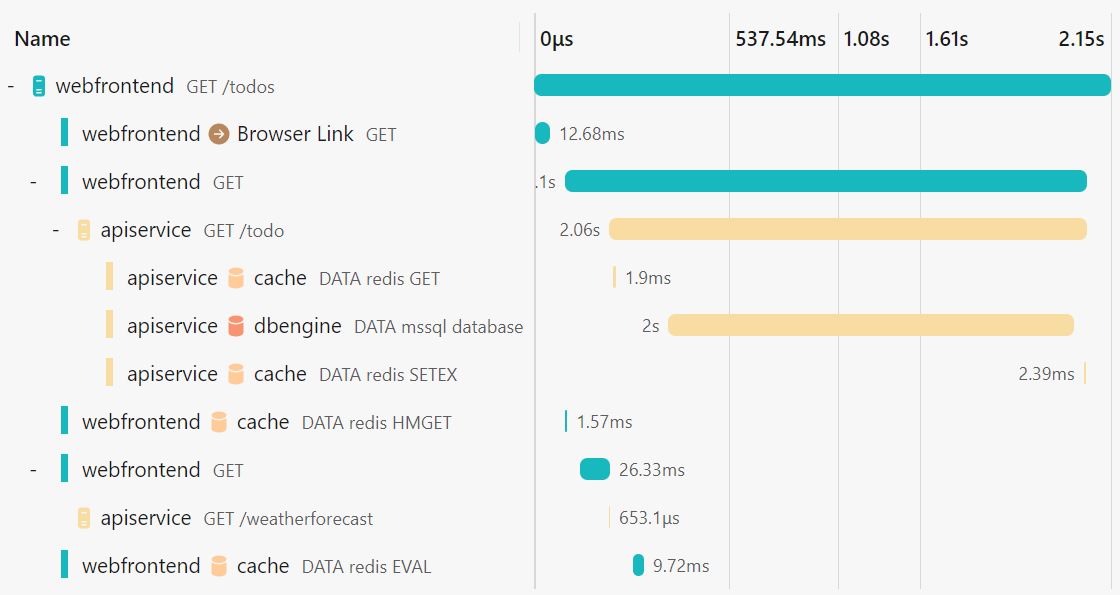 Name 0μs 537.54ms 1.08s 1.61s 2.15s
- webfrontend GET /todos
webfrontend Browser Link GET 12.68ms
- webfrontend GET .1s
- apiservice GET /todo 2.06s
apiservice cache DATA redis GET 1.9ms
apiservice dbengine DATA mssql database 2s
apiservice cache DATA redis SETEX 2.39ms
webfrontend cache DATA redis HMGET 1.57ms
- webfrontend GET 26.33ms
apiservice GET /weatherforecast 653.1μs
webfrontend cache DATA redis EVAL 9.72ms